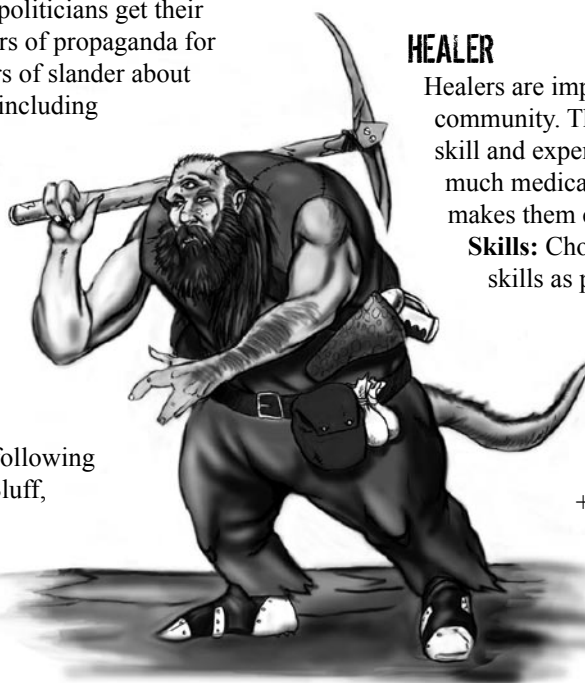 politicians get their
rs of propaganda for
rs of slander about
including
following
luff,
HEALER
Healers are imp
community. Th
skill and exper
much medica
makes them
Skills: Cho
skills as p
+